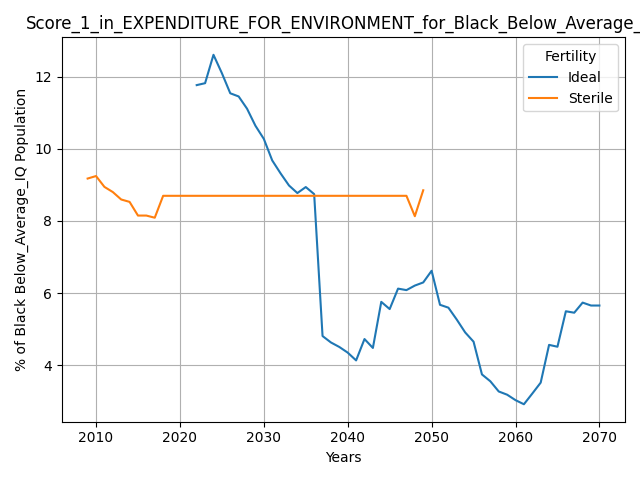 Score_1_in_EXPENDITURE_FOR_ENVIRONMENT_for_Black_Below_Average_
Fertility
Ideal
Sterile
% of Black Below_Average_IQ Population
12
10
8
6
4
2010 2020 2030 2040 2050 2060 2070
Years